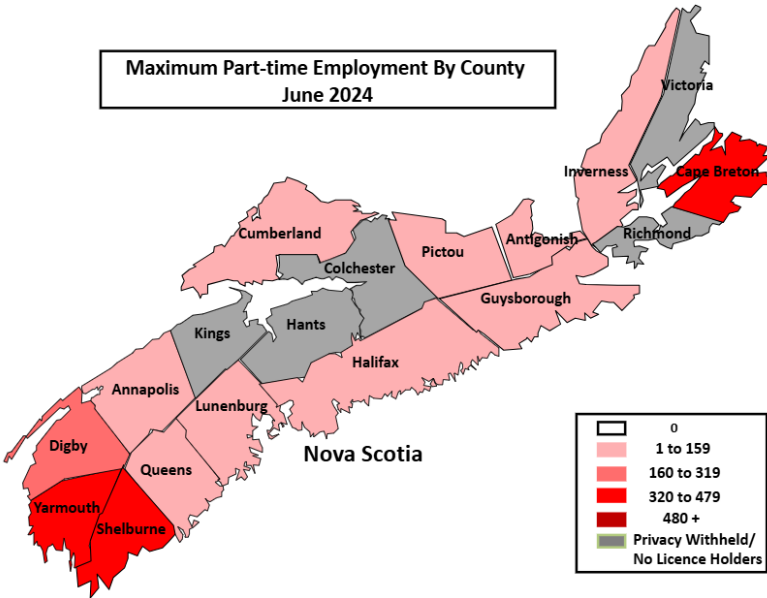 Maximum Part-time Employment By County
June 2024
Victoria
Inverness
Cape Breton
Cumberland
Pictou
Antigonish
Richmond
Colchester
Guysborough
Kings
Hants
Halifax
Annapolis
Lunenburg
Digby
Queens
Nova Scotia
Yarmouth
Shelburne
0
1 to 159
160 to 319
320 to 479
480 +
Privacy Withheld/
No Licence Holders